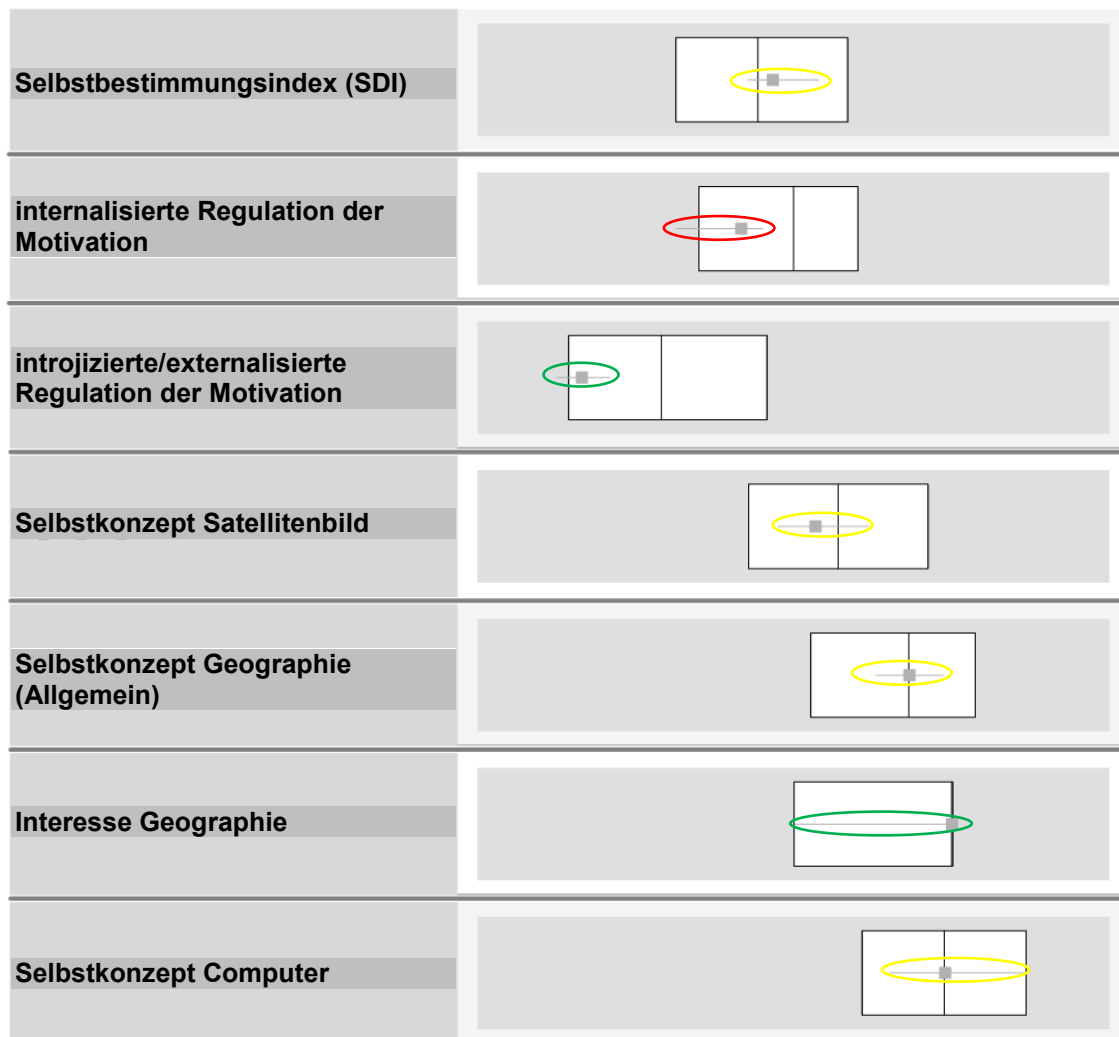 Selbstbestimmungsindex (SDI)
internalisierte Regulation der
Motivation
introjizierte/externalisierte
Regulation der Motivation
Selbstkonzept Satellitenbild
Selbstkonzept Geographie
(Allgemein)
Interesse Geographie
Selbstkonzept Computer